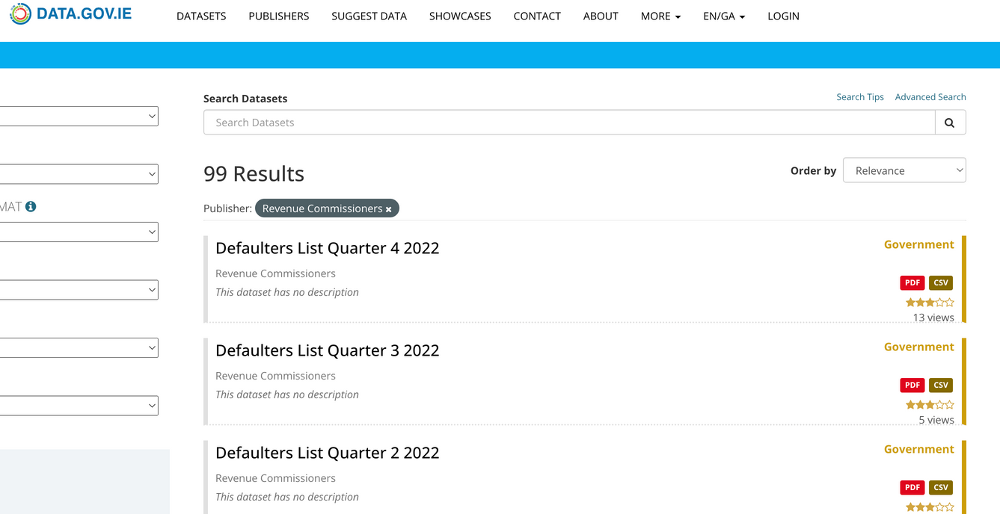 DATA.GOV.IE DATASETS PUBLISHERS SUGGEST DATA SHOWCASES CONTACT ABOUT MORE EN/GA LOGIN
Search Datasets Search Tips Advanced Search
Search Datasets
99 Results Order by Relevance
MAT
Publisher: Revenue Commissioners
Defaulters List Quarter 4 2022 Government
Revenue Commissioners
PDF CSV
This dataset has no description
13 views
Defaulters List Quarter 3 2022 Government
Revenue Commissioners
PDF CSV
This dataset has no description
5 views
Defaulters List Quarter 2 2022 Government
Revenue Commissioners
PDF CSV
This dataset has no description